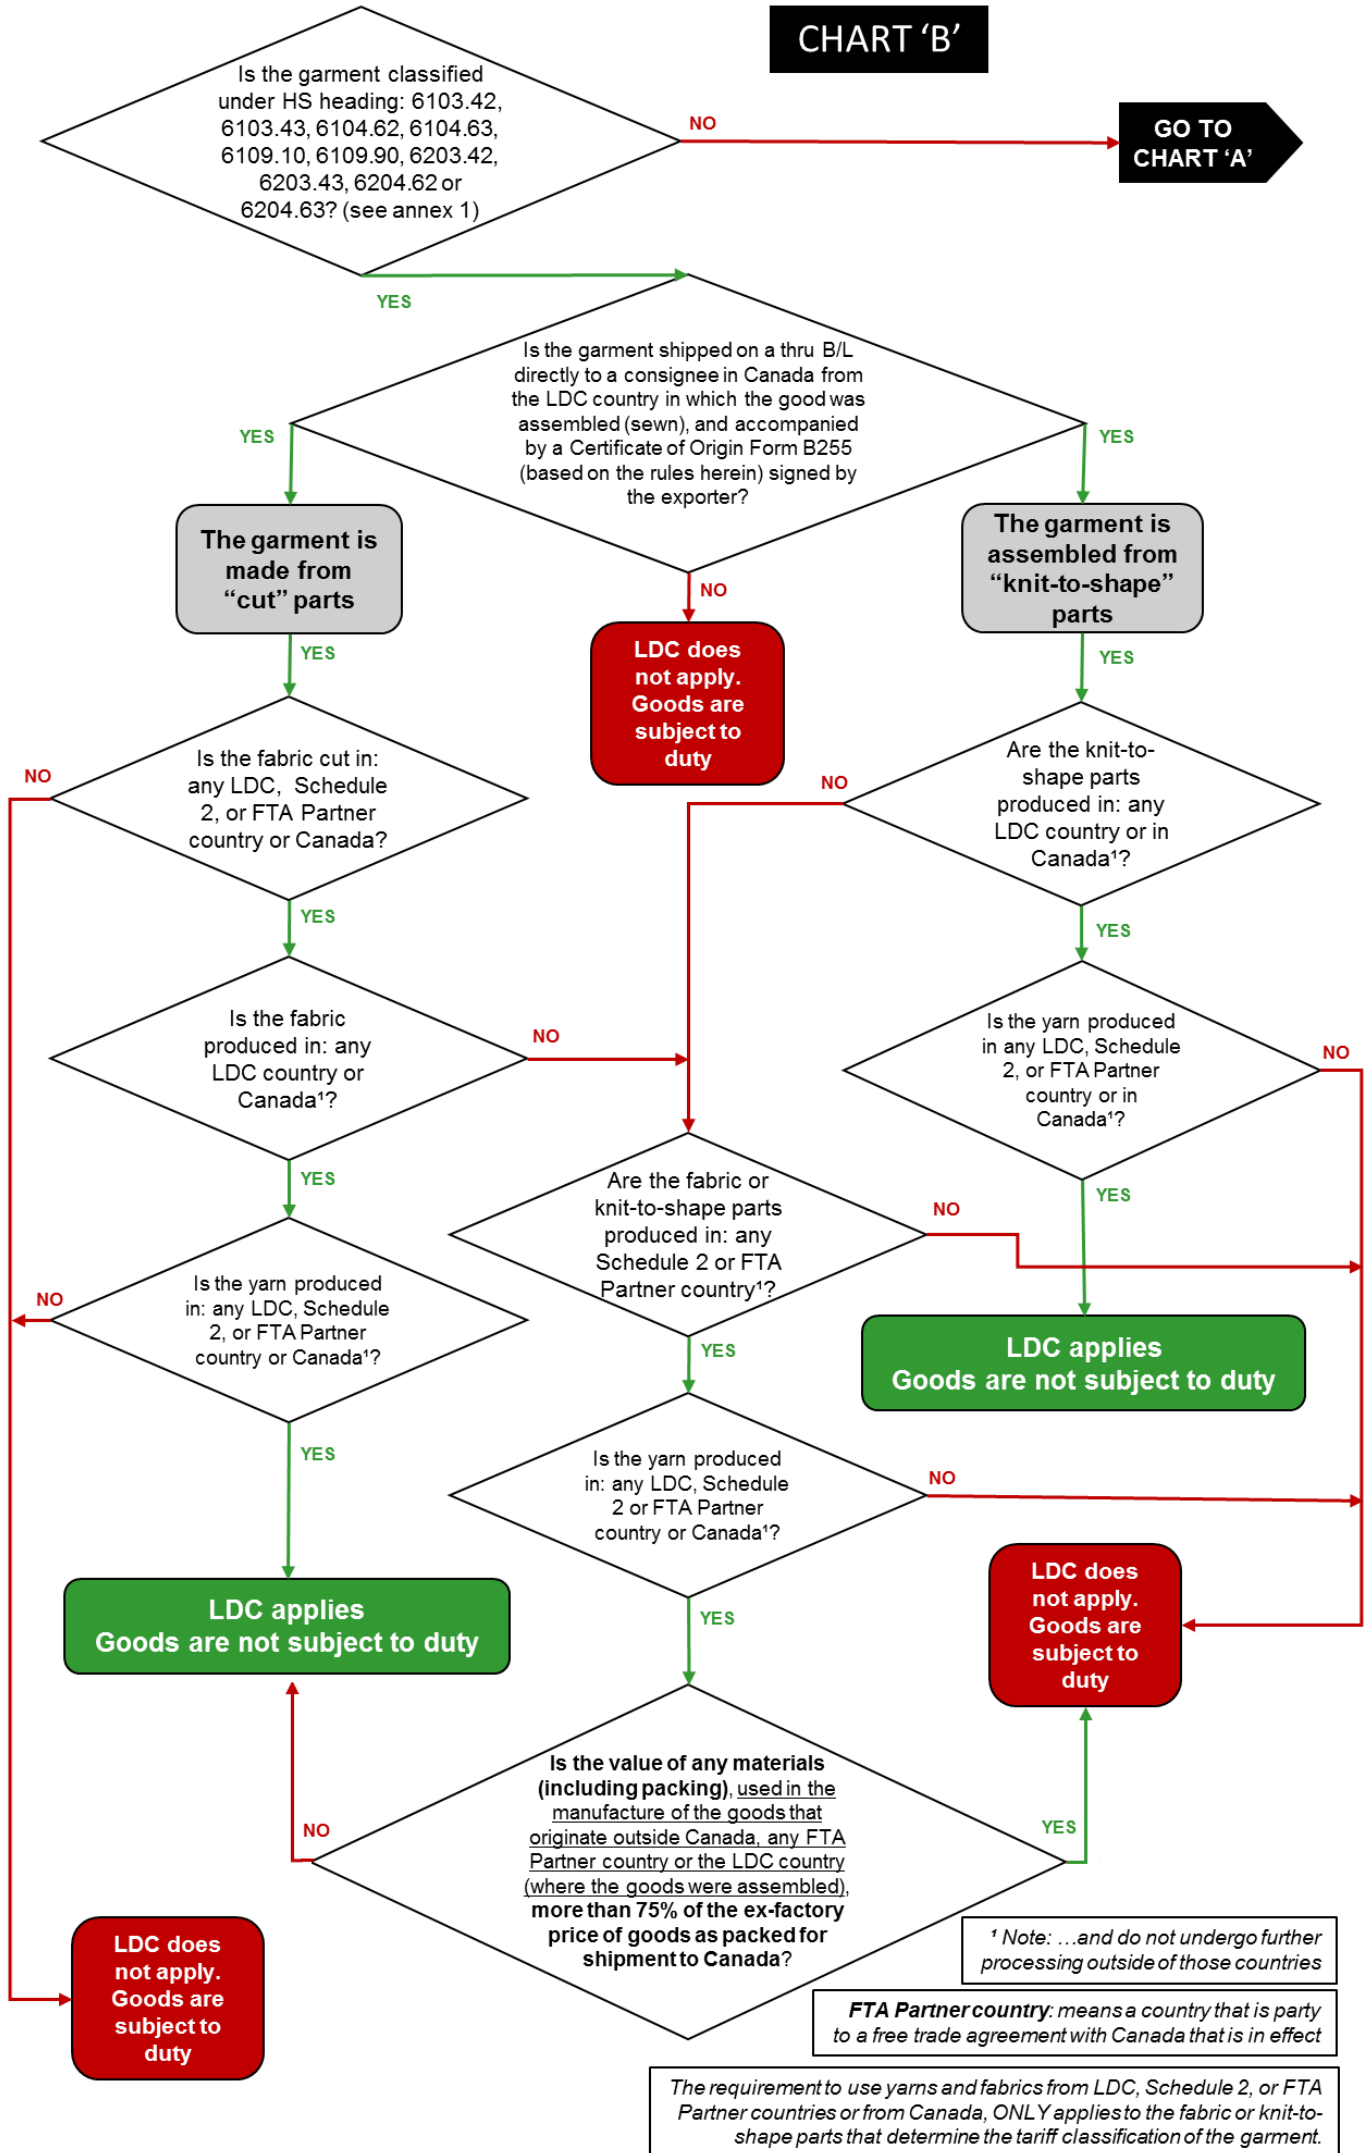 CHART ‘B’
Is the garment classified
under HS heading: 6103.42,
6103.43, 6104.62, 6104.63,
6109.10, 6109.90, 6203.42,
6203.43, 6204.62 or
6204.63? (see annex 1)
NO
GO TO
CHART ‘A’
YES
Is the garment shipped on a thru B/L
directly to a consignee in Canada from
the LDC country in which the good was
assembled (sewn), and accompanied
by a Certificate of Origin Form B255
(based on the rules herein) signed by
the exporter?
YES
YES
The garment is
made from
“cut” parts
The garment is
assembled from
“knit-to-shape”
parts
NO
LDC does
not apply.
Goods are
subject to
duty
YES
YES
Is the fabric cut in:
any LDC, Schedule
2, or FTA Partner
country or Canada?
NO
Are the knit-to-
shape parts
produced in: any
LDC country or in
Canada¹?
NO
YES
YES
Is the fabric
produced in: any
LDC country or
Canada¹?
NO
Is the yarn produced
in any LDC, Schedule
2, or FTA Partner
country or in
Canada¹?
NO
YES
Are the fabric or
knit-to-shape parts
produced in: any
Schedule 2 or FTA
Partner country¹?
NO
YES
Is the yarn produced
in: any LDC, Schedule
2, or FTA Partner
country or Canada¹?
NO
LDC applies
Goods are not subject to duty
YES
YES
Is the yarn produced
in: any LDC, Schedule
2 or FTA Partner
country or Canada¹?
NO
LDC applies
Goods are not subject to duty
LDC does
not apply.
Goods are
subject to
duty
YES
Is the value of any materials
(including packing), used in the
manufacture of the goods that
originate outside Canada, any FTA
Partner country or the LDC country
(where the goods were assembled),
more than 75% of the ex-factory
price of goods as packed for
shipment to Canada?
NO
YES
LDC does
not apply.
Goods are
subject to
duty
¹ Note: …and do not undergo further
processing outside of those countries
FTA Partner country: means a country that is party
to a free trade agreement with Canada that is in effect
The requirement to use yarns and fabrics from LDC, Schedule 2, or FTA
Partner countries or from Canada, ONLY applies to the fabric or knit-to-
shape parts that determine the tariff classification of the garment.